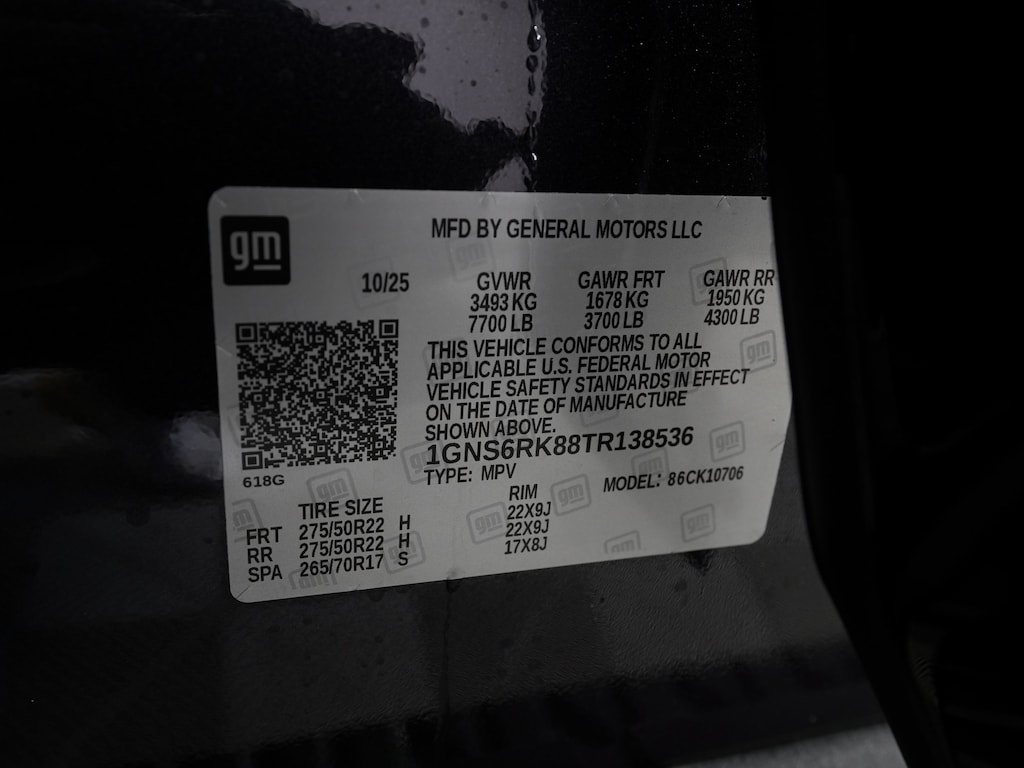 gm
MFD BY GENERAL MOTORS LLC
10/25 GVWR GAWR FRT GAWR RR
3493 KG 1678 KG 1950 KG
7700 LB 3700 LB 4300 LB
THIS VEHICLE CONFORMS TO ALL
APPLICABLE U.S. FEDERAL MOTOR
VEHICLE SAFETY STANDARDS IN EFFECT
ON THE DATE OF MANUFACTURE
SHOWN ABOVE.
1GNS6RK88TR138536
618G
TYPE: MPV MODEL: 86CK10706
TIRE SIZE RIM
FRT 275/50R22 H 22X9J
RR 275/50R22 H 22X9J
SPA 265/70R17 S 17X8J